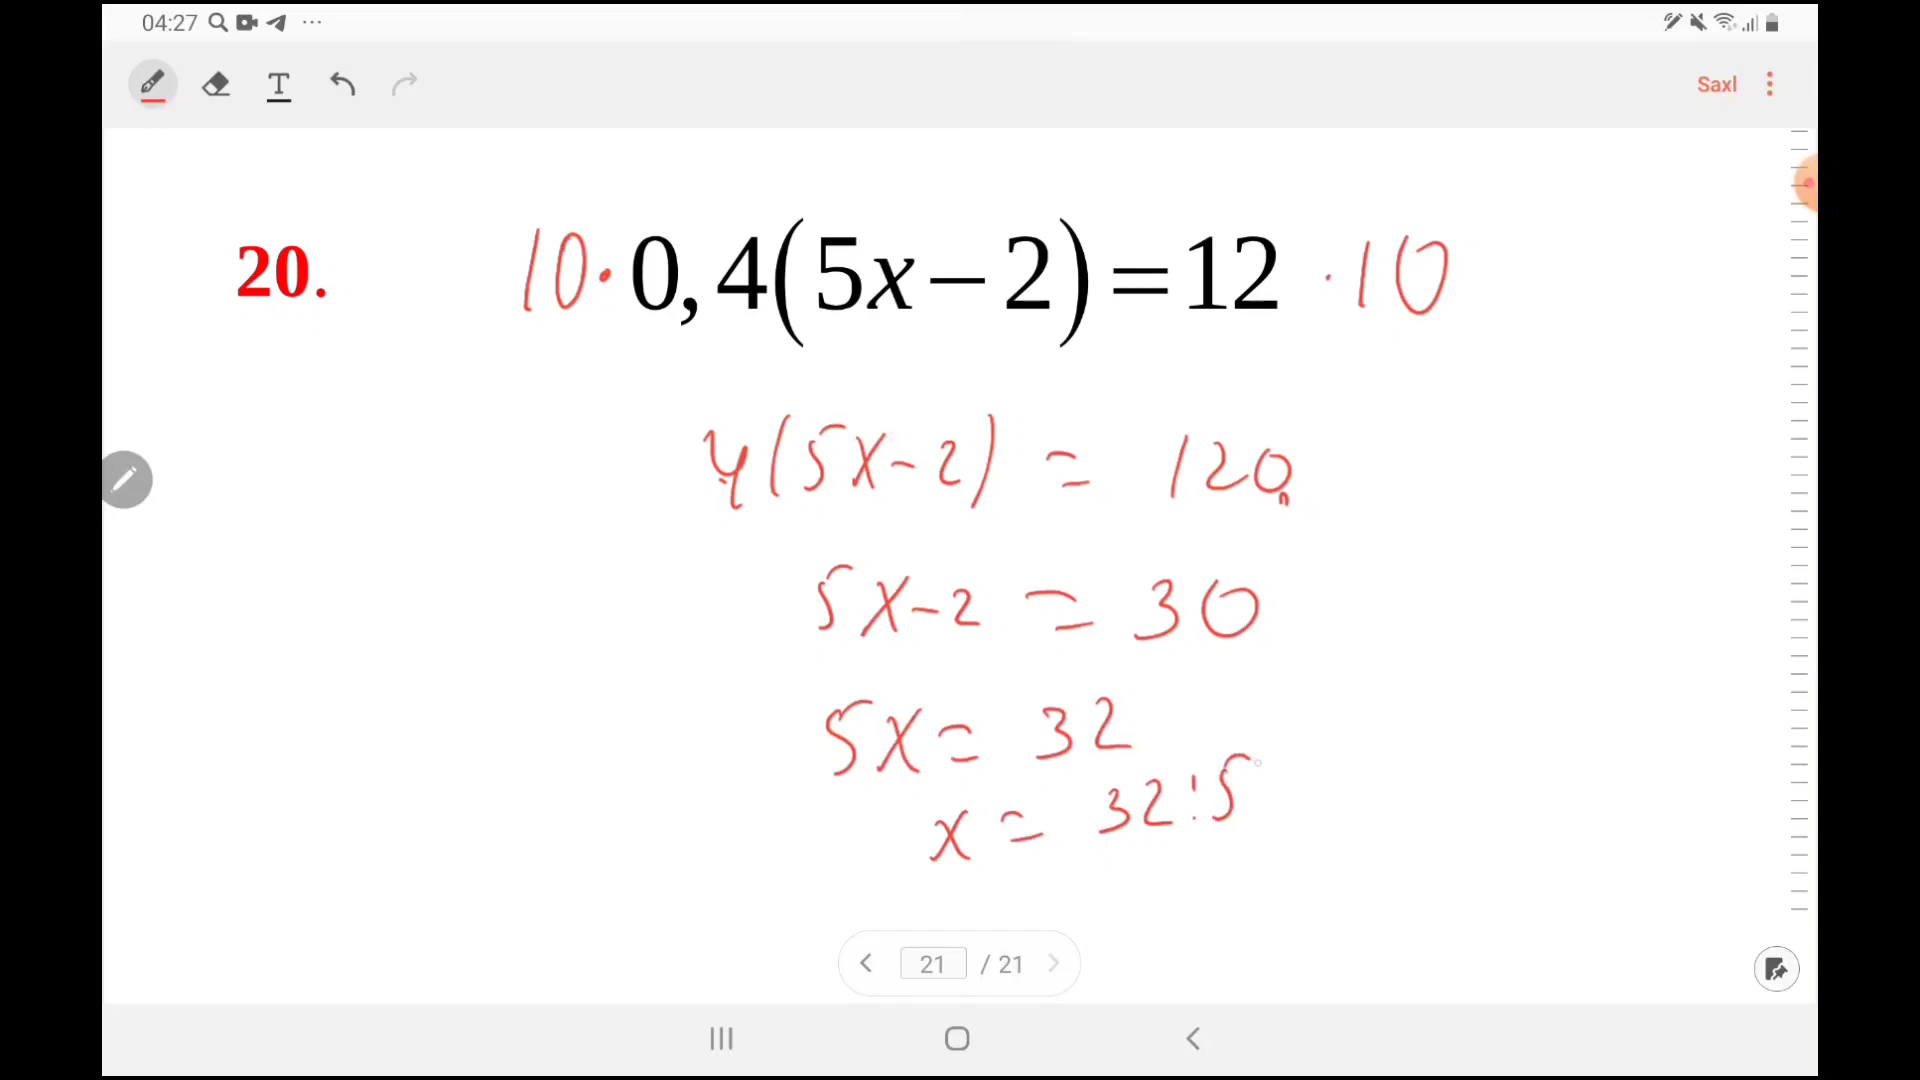 04:27
T
Saxl
20. 10 · 0,4(5x−2)=12 · 10
4(5x-2) = 120
5x-2 = 30
5x = 32
x = 32:5
21 / 21